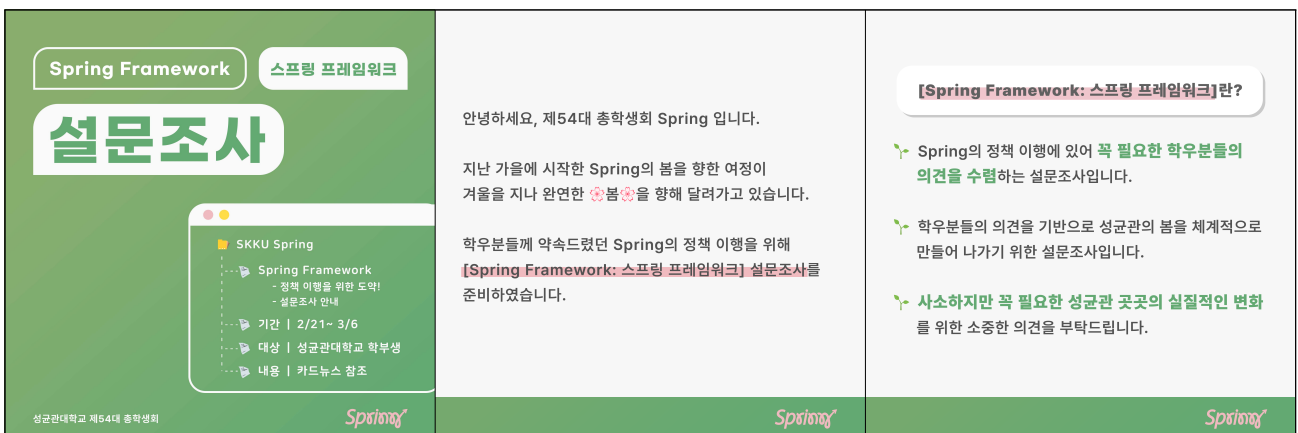 Spring Framework
스프링 프레임워크
설문조사
SKKU Spring
Spring Framework
- 정책 이행을 위한 도약!
- 설문조사 안내
기간 | 2/21~ 3/6
대상 | 성균관대학교 학부생
내용 | 카드뉴스 참조
성균관대학교 제54대 총학생회
Spring
안녕하세요, 제54대 총학생회 Spring 입니다.
지난 가을에 시작한 Spring의 봄을 향한 여정이
겨울을 지나 완연한 🌸봄🌸을 향해 달려가고 있습니다.
학우분들께 약속드렸던 Spring의 정책 이행을 위해
[Spring Framework: 스프링 프레임워크] 설문조사를
준비하였습니다.
Spring
[Spring Framework: 스프링 프레임워크]란?
Spring의 정책 이행에 있어 꼭 필요한 학우분들의
의견을 수렴하는 설문조사입니다.
학우분들의 의견을 기반으로 성균관의 봄을 체계적으로
만들어 나가기 위한 설문조사입니다.
사소하지만 꼭 필요한 성균관 곳곳의 실질적인 변화
를 위한 소중한 의견을 부탁드립니다.
Spring